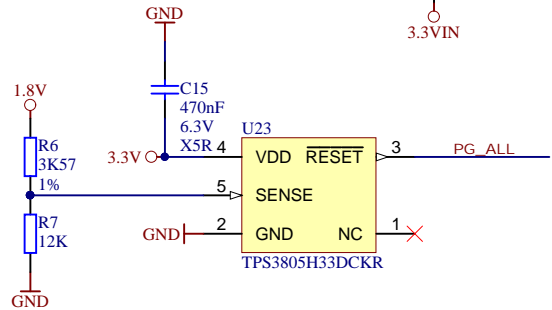 GND
3.3VIN
1.8V
C15
470nF
6.3V
X5R
R6
3K57
1%
3.3V
U23
4
VDD
RESET
3
PG_ALL
5
SENSE
R7
12K
GND
2
GND
NC
1
TPS3805H33DCKR
GND